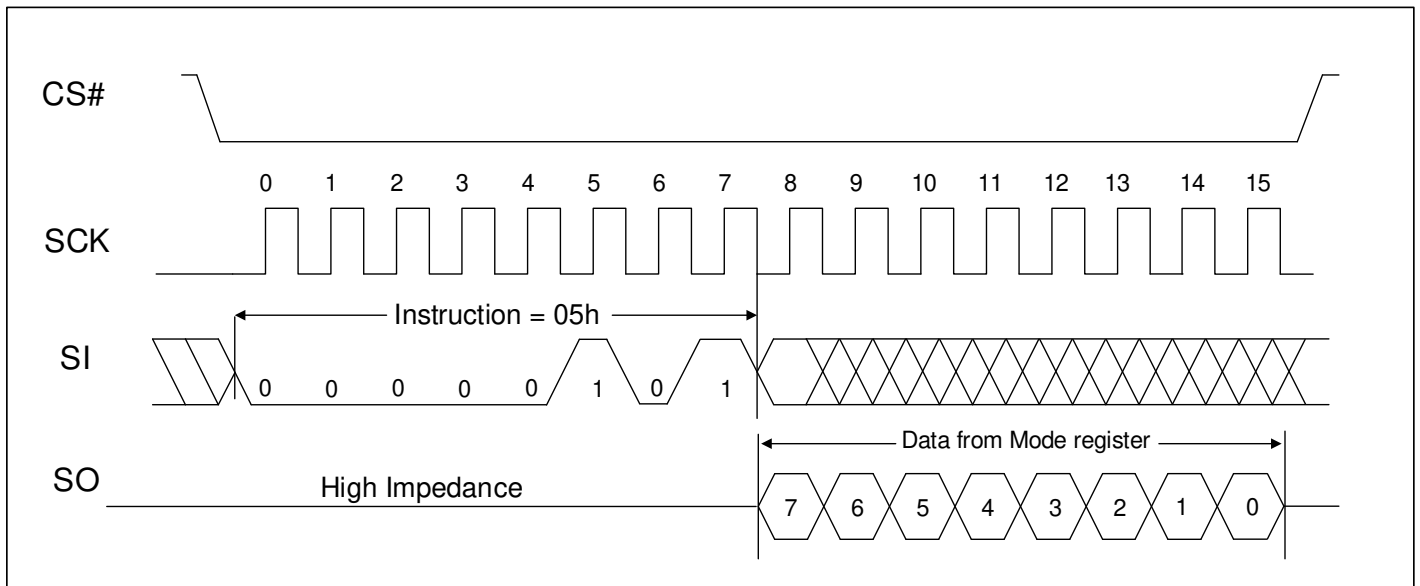 CS#
0 1 2 3 4 5 6 7 8 9 10 11 12 13 14 15
SCK
Instruction = 05h
SI
0 0 0 0 0 1 0 1
Data from Mode register
SO
High Impedance
7 6 5 4 3 2 1 0